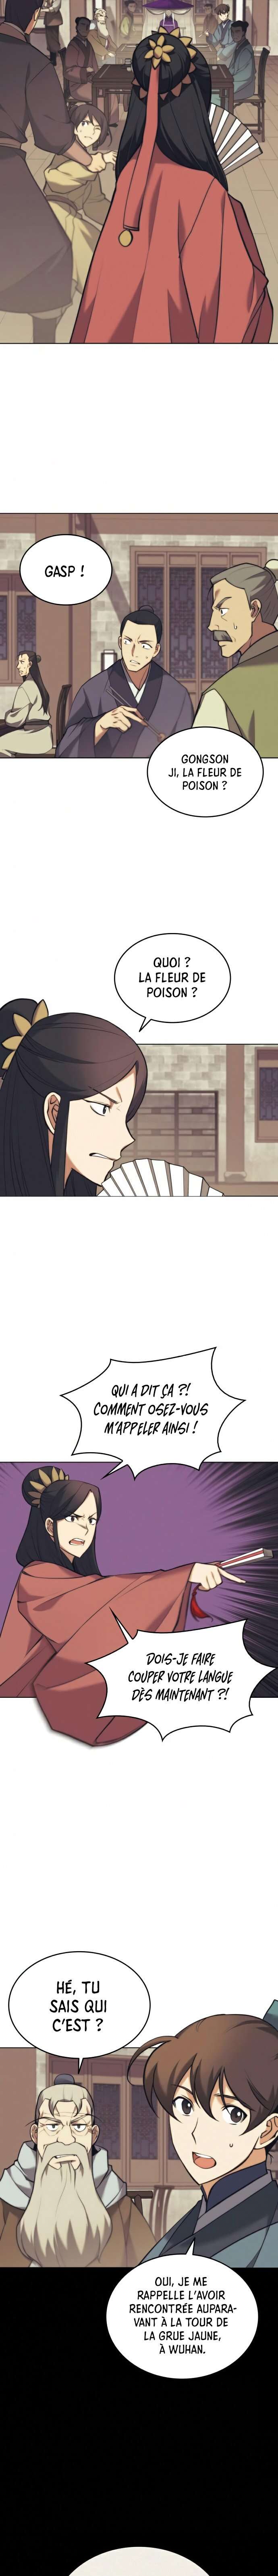 GASP !
GONGSON
JI, LA FLEUR DE
POISON ?
QUOI ?
LA FLEUR DE
POISON ?
QUI A DIT ÇA ?!
COMMENT OSEZ-VOUS
M'APPELER AINSI !
DOIS-JE FAIRE
COUPER VOTRE LANGUE
DÈS MAINTENANT ?!
HÉ, TU
SAIS QUI
C'EST ?
OUI, JE ME
RAPPELLE L'AVOIR
RENCONTRÉE AUPARA-
VANT À LA TOUR DE
LA GRUE JAUNE,
À WUHAN.